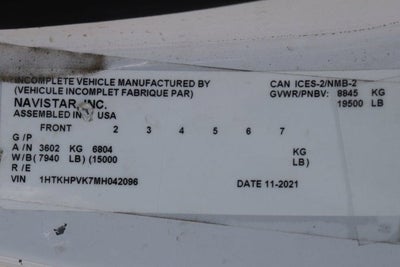 INCOMPLETE VEHICLE MANUFACTURED BY CAN ICES-2/NMB-2
(VEHICULE INCOMPLET FABRIQUE PAR) GVWR/PNBV: 8845 KG
NAVISTAR, INC. 19500 LB
ASSEMBLED IN USA
FRONT 2 3 4 5 6 7
G/P
A/N 3602 KG 6804 KG
W/B( 7940 LB) (15000 LB)
R/E
VIN 1HTKHPVK7MH042096 DATE 11-2021